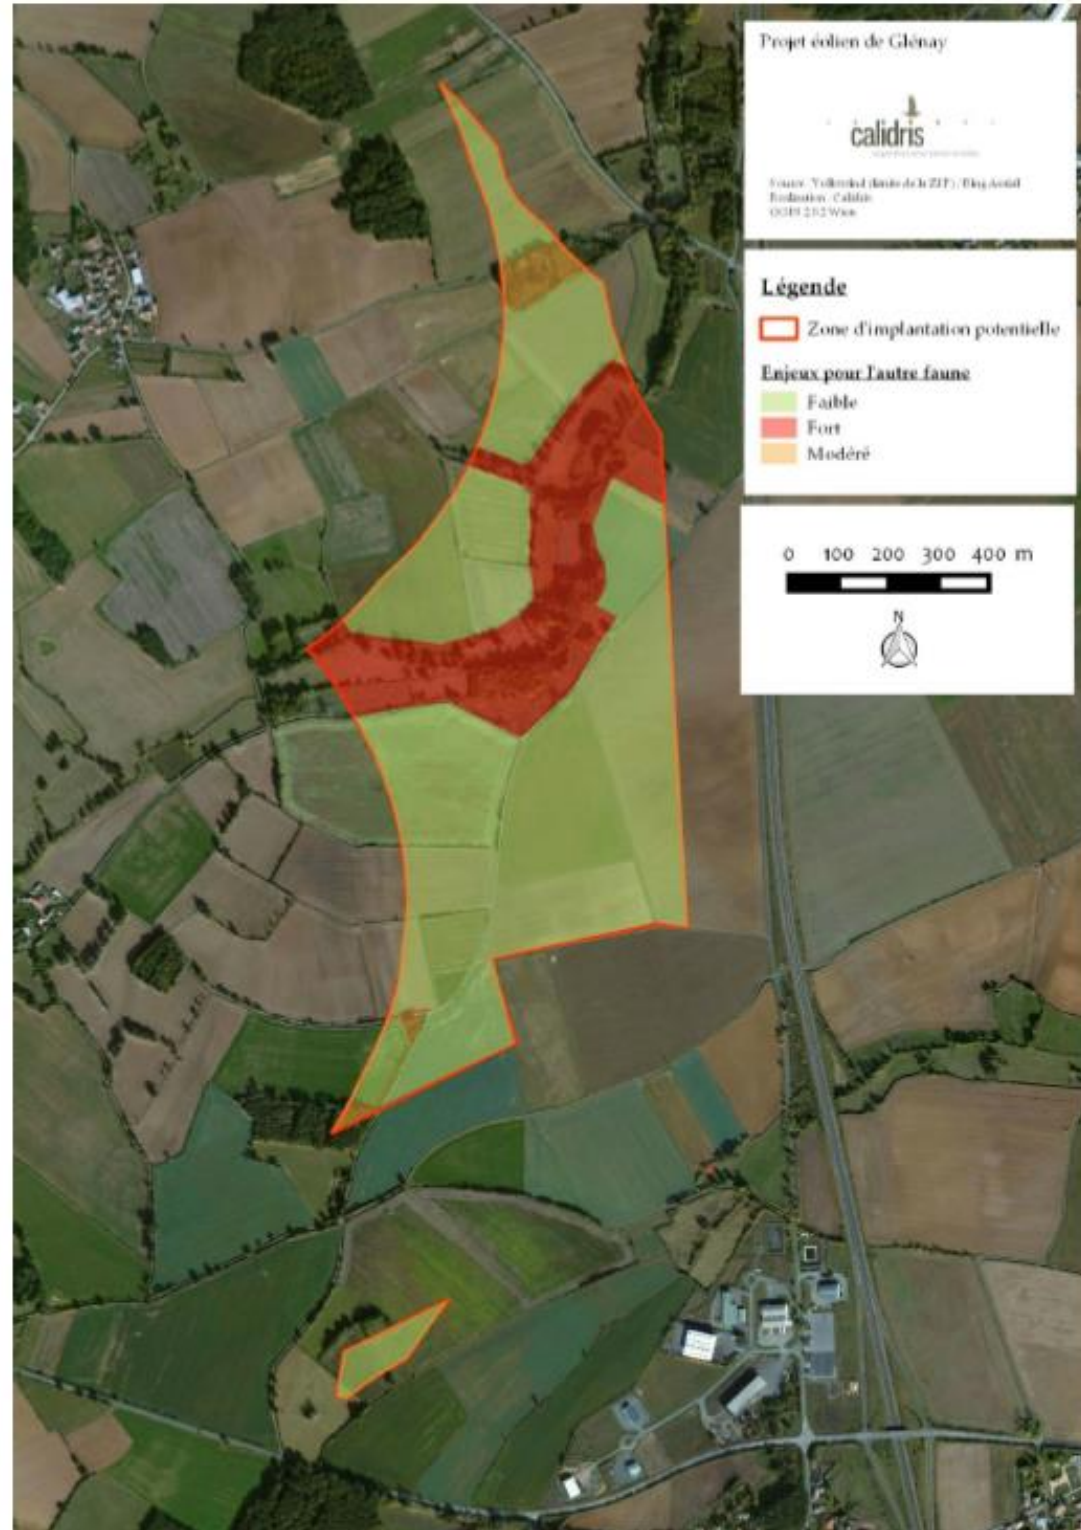 Projet éolien de Glénay
calidris
Légende
Zone d'implantation potentielle
Enjeux pour l'autre faune
Faible
Fort
Modéré
0 100 200 300 400 m
N